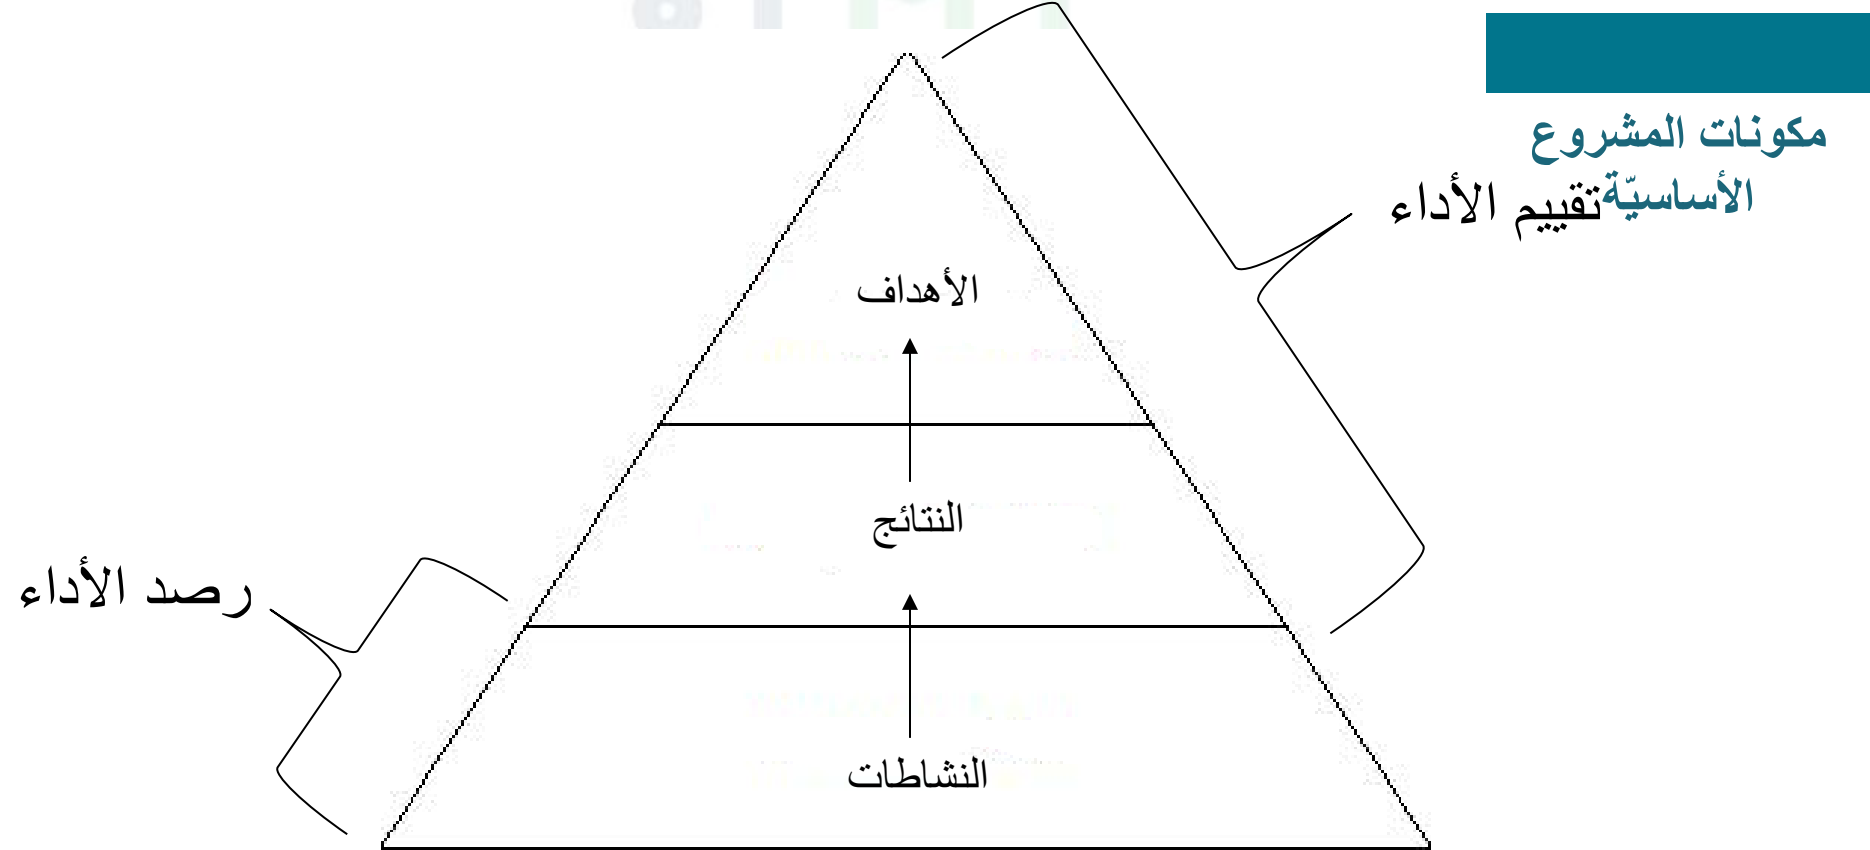 مكونات المشروع
الأساسيّة
تقييم الأداء
الأهداف
النتائج
رصد الأداء
النشاطات